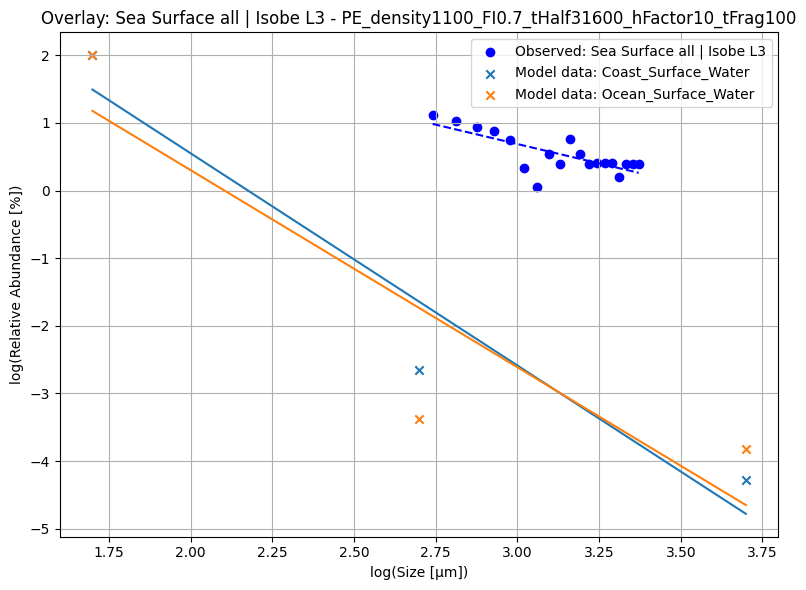 Overlay: Sea Surface all | Isobe L3 - PE_density1100_FI0.7_tHalf31600_hFactor10_tFrag100
Observed: Sea Surface all | Isobe L3
Model data: Coast_Surface_Water
Model data: Ocean_Surface_Water
log(Relative Abundance [%])
2
1
0
−1
−2
−3
−4
−5
1.75 2.00 2.25 2.50 2.75 3.00 3.25 3.50 3.75
log(Size [μm])